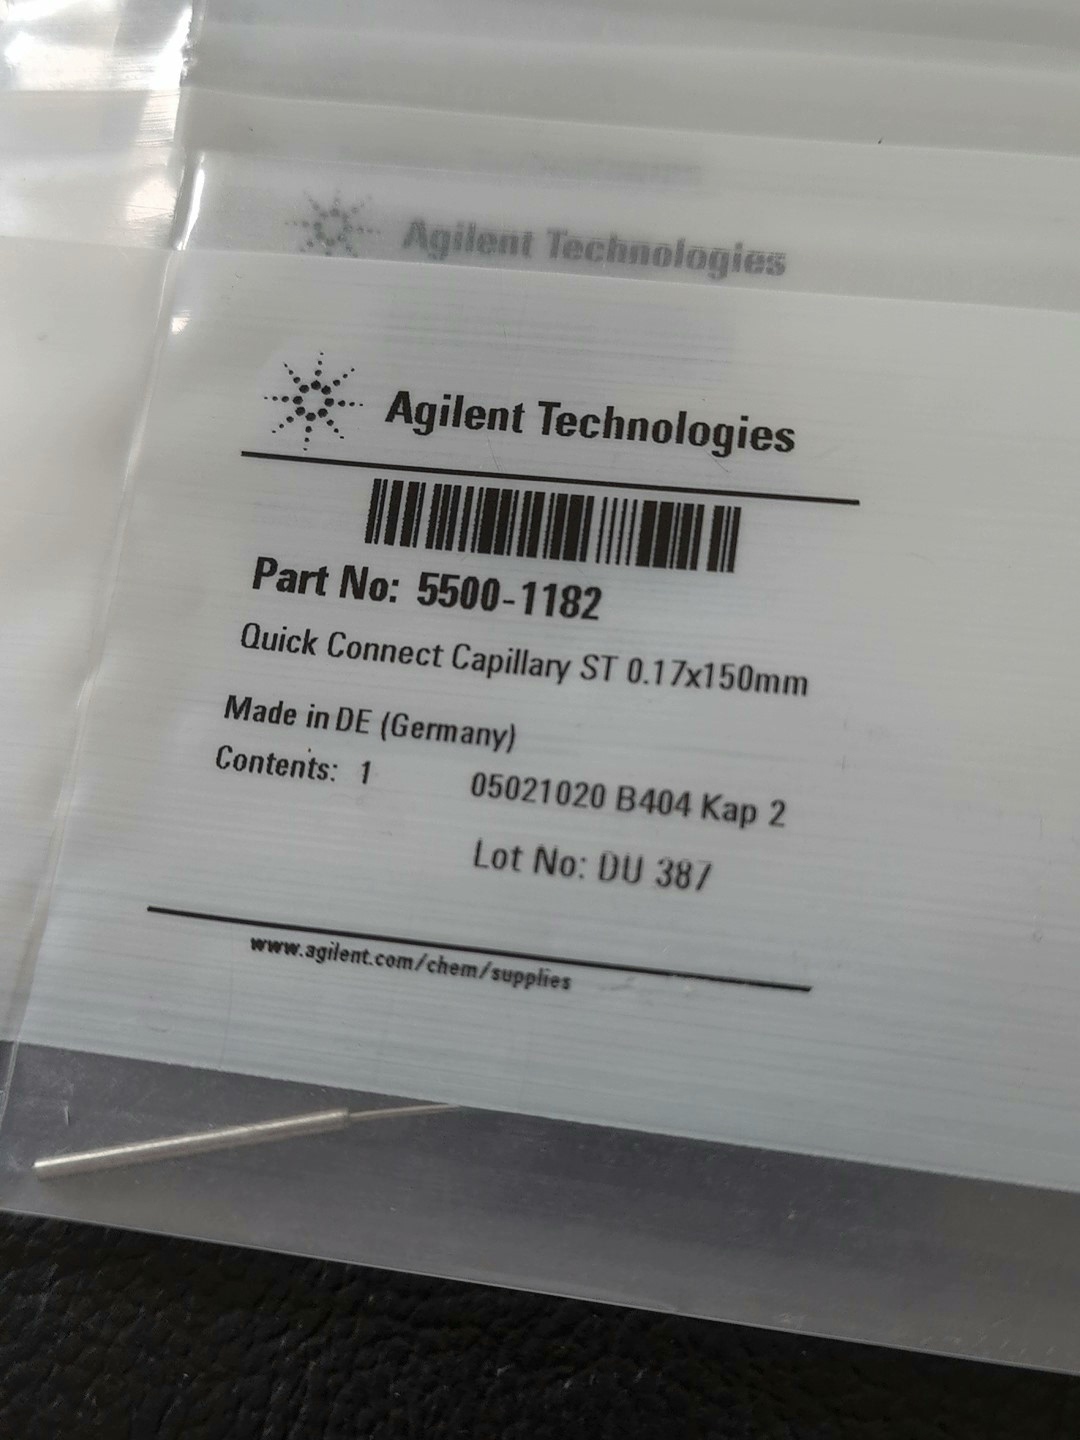 Agilent Technologies
Agilent Technologies
Part No: 5500-1182
Quick Connect Capillary ST 0.17x150mm
Made in DE (Germany)
Contents: 1
05021020 B404 Kap 2
Lot No: DU 387
www.agilent.com/chem/supplies